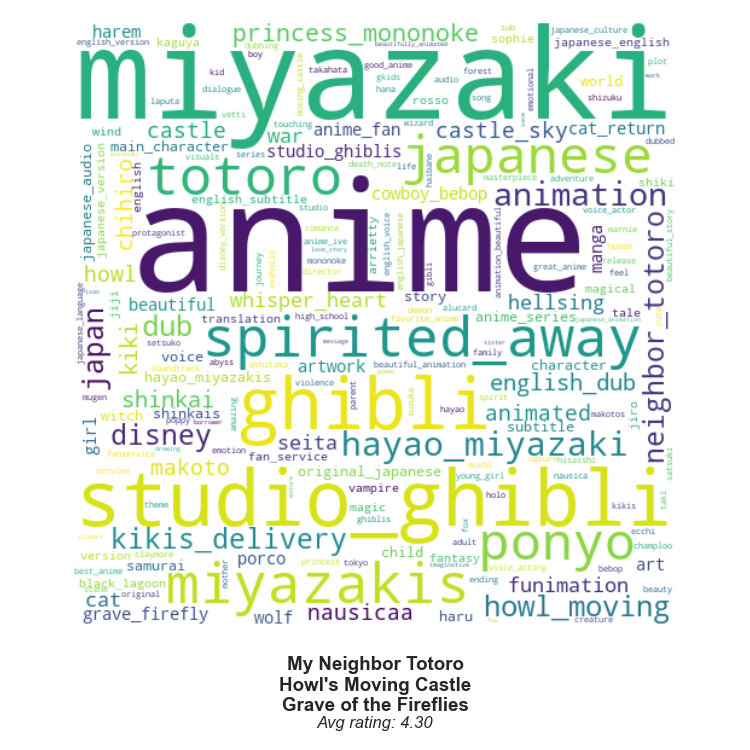 harem
english_version
kaguya
miyazaki
princess_mononoke
dubbing
boy
beautifully_animated
takahata
good_anime
sub
gkids
japanese_culture
sophie
japanese_english
plot
kid
dialogue
laputa
vetti
moving_castle
audio
hana
forest
song
emotional
rosso
world
work
shizuku
wind
castle
touching
war
anime_fan
wizard
castle_sky
cat_return
dubbed
main_character
visuals
series
studio_ghiblis
death_note
life
haibane
japanese
masterpiece
adventure
shiki
japanese_audio
japanese_version
english
chihiro
totoro
english_subtitle
cowboy_bebop
animation
manga
voice_actor
marnie
human
release
feel
beautiful_story
protagonist
studio
disney_version
romance
anime_ive
love_story
xxxholic
mononoke
director
journey
gibli
arrietty
english_voice
english_japanese
animation_beautiful
anime
great_anime
neighbor_totoro
magical
howl
jiji
beautiful
whisper_heart
story
hellsing
tale
cute
japanese_language
isao
japan
kiki
dub
translation
high_school
demon
favorite_anime
alucard
anime_series
japanese_animation
setsuko
voice
message
spirited_away
character
sister
family
soundtrack
abyss
ashitaka
artwork
beautiful_animation
power
hayao_miyazakis
violence
parent
english_dub
mugen
shinkai
shinkais
poppy
borrower
amazing
ghibli
suzuka
hayao
spirit
animated
makotos
subtitle
jiro
girl
witch
disney
emotion
drawing
seita
hayao_miyazaki
fanservice
service
fan_service
makoto
original_japanese
mushi
nature
hisaishi
young_girl
nausica
satsuki
taki
vampire
holo
studio_ghibli
kikis
theme
magic
ghiblis
fox
ecchi
champloo
kikis_delivery
ponyo
version
claymore
samurai
porco
child
adult
fantasy
voice_acting
bebop
art
best_anime
black_lagoon
stone
original
mother
princess
tokyo
imaginative
ending
funimation
beauty
creature
cat
miyazakis
grave_firefly
wolf
nausicaa
haru
howl_moving
My Neighbor Totoro
Howl's Moving Castle
Grave of the Fireflies
Avg rating: 4.30